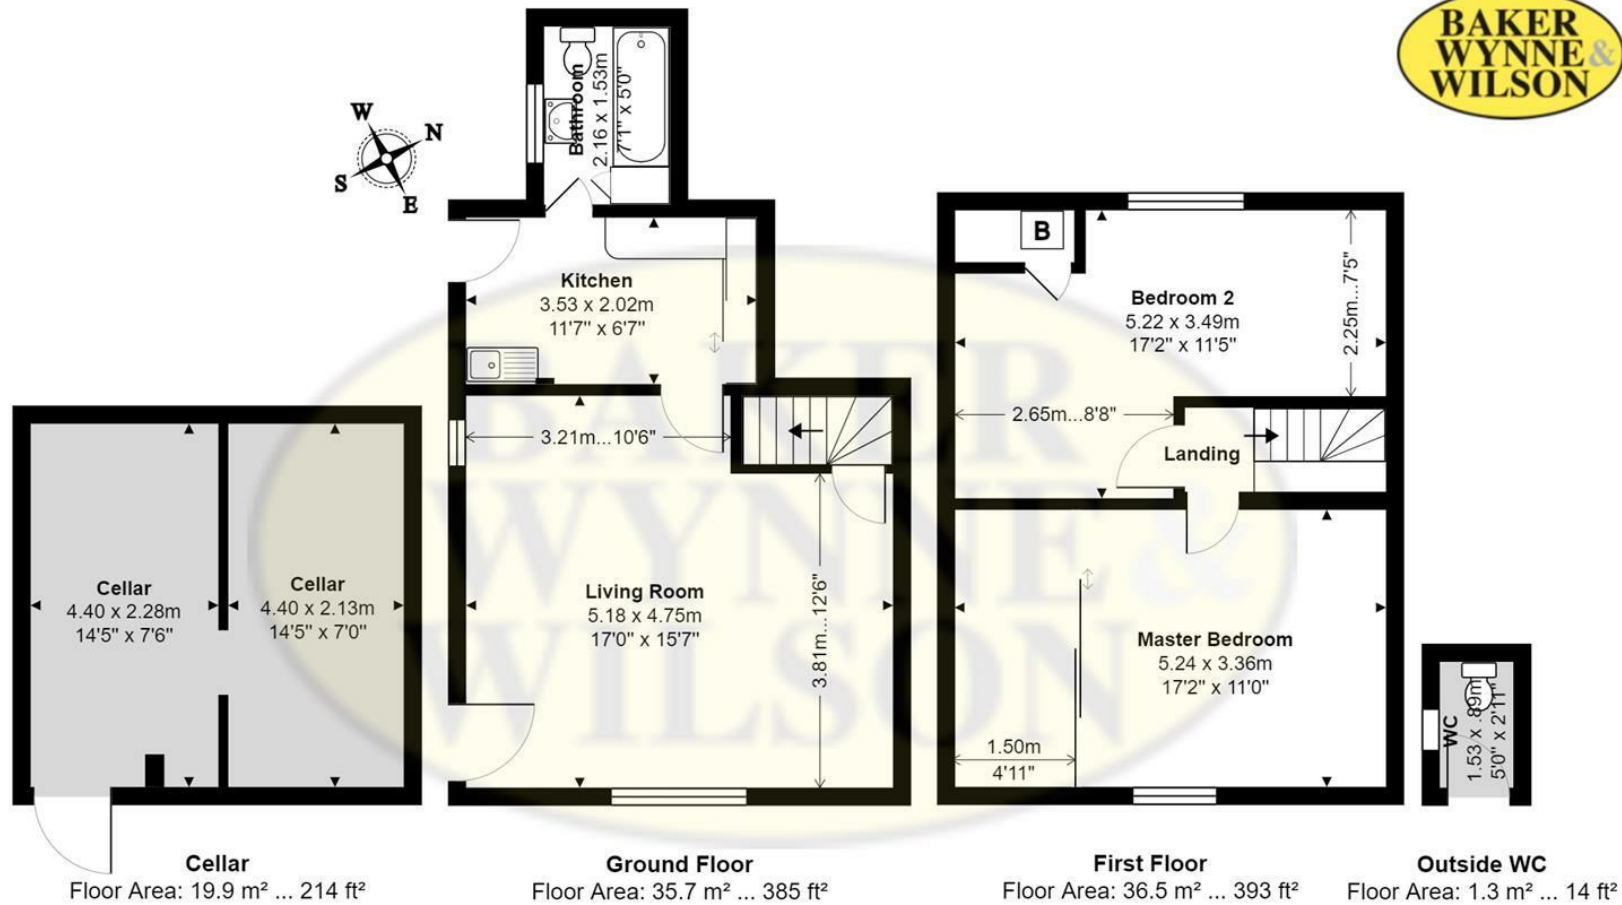 BAKER
WYNNE &
WILSON
W
N
S
E
Bathroom
2.16 x 1.53m
7'1" x 5'0"
Kitchen
3.53 x 2.02m
11'7" x 6'7"
3.21m...10'6"
Living Room
5.18 x 4.75m
17'0" x 15'7"
3.81m...12'6"
Cellar
4.40 x 2.28m
14'5" x 7'6"
Cellar
4.40 x 2.13m
14'5" x 7'0"
B
Bedroom 2
5.22 x 3.49m
17'2" x 11'5"
2.25m...7'5"
2.65m...8'8"
Landing
Master Bedroom
5.24 x 3.36m
17'2" x 11'0"
1.50m
4'11"
WC
1.53 x .89m
5'0" x 2'11"
BAKER
WYNNE &
WILSON
Cellar
Floor Area: 19.9 m² ... 214 ft²
Ground Floor
Floor Area: 35.7 m² ... 385 ft²
First Floor
Floor Area: 36.5 m² ... 393 ft²
Outside WC
Floor Area: 1.3 m² ... 14 ft²